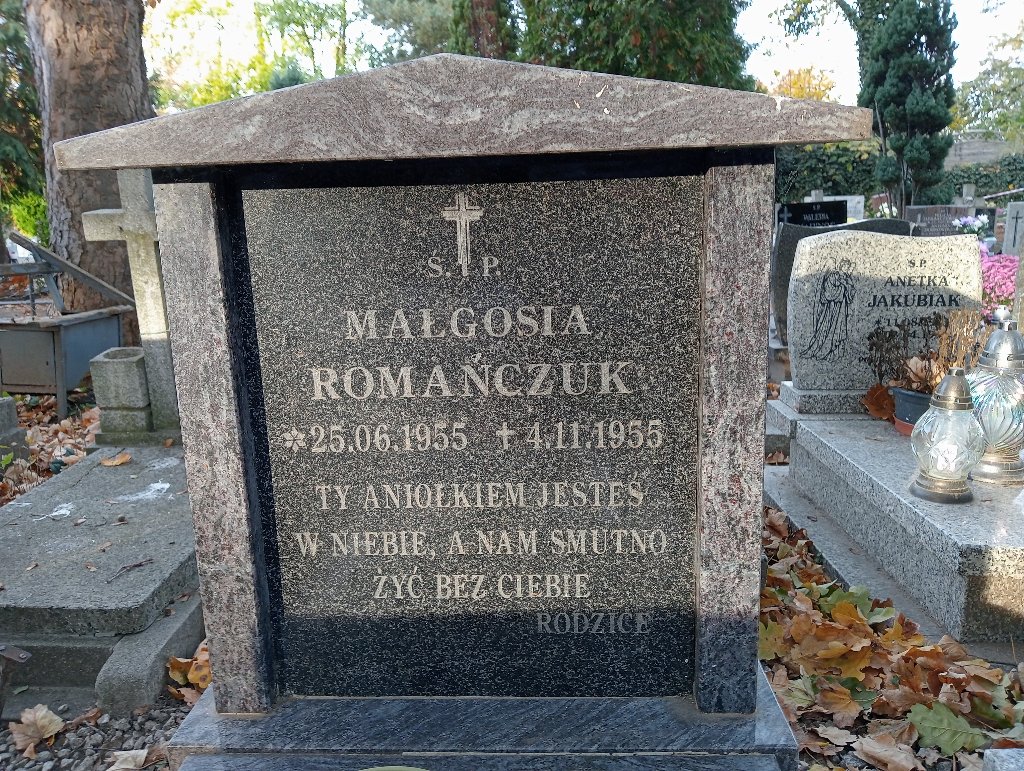 Ś. P.
MAŁGOSIA
ROMAŃCZUK
*25.06.1955 +4.11.1955
TY ANIOŁKIEM JESTEŚ
W NIEBIE, A NAM SMUTNO
ŻYĆ BEZ CIEBIE
RODZICE
Ś.P.
ANETKA
JAKUBIAK